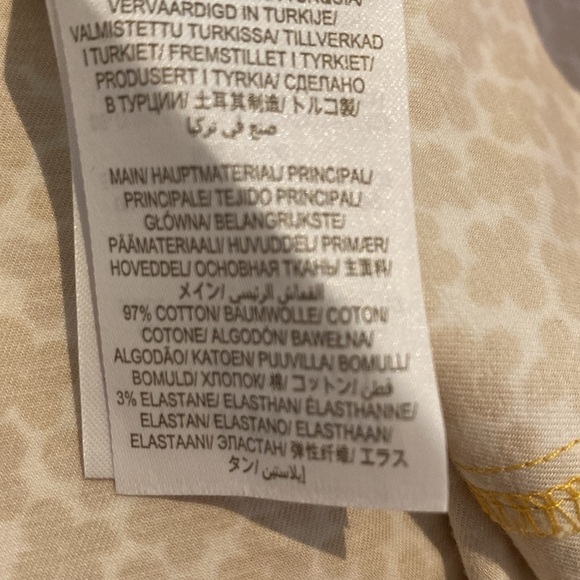 VERVAARDIGD IN TURKIJE/
VALMISTETTU TURKISSA/ TILLVERKAD
I TURKIET/ FREMSTILLET I TYRKIET/
PRODUSERT I TYRKIA/ СДЕЛАНО
В ТУРЦИИ/ 土耳其制造/ トルコ製/
صنع في تركيا
MAIN/ HAUPTMATERIAL/ PRINCIPAL/
PRINCIPALE/ TEJIDO PRINCIPAL/
GŁÓWNA/ BELANGRIJKSTE/
PÄÄMATERIAALI/ HUVUDDEL/ PRIMÆR/
HOVEDDEL/ ОСНОВНАЯ ТКАНЬ/ 主面料/
メイン/ القماش الرئيسي/
97% COTTON/ BAUMWOLLE/ COTON/
COTONE/ ALGODÓN/ BAWEŁNA/
ALGODÃO/ KATOEN/ PUUVILLA/ BOMULL/
BOMULD/ ХЛОПОК/ 棉/ コットン/ قطن/
3% ELASTANE/ ELASTHAN/ ÉLASTHANNE/
ELASTAN/ ELASTANO/ ELASTHAAN/
ELASTAANI/ ЭЛАСТАН/ 弹性纤维/ エラス
タン/ إيلاستين